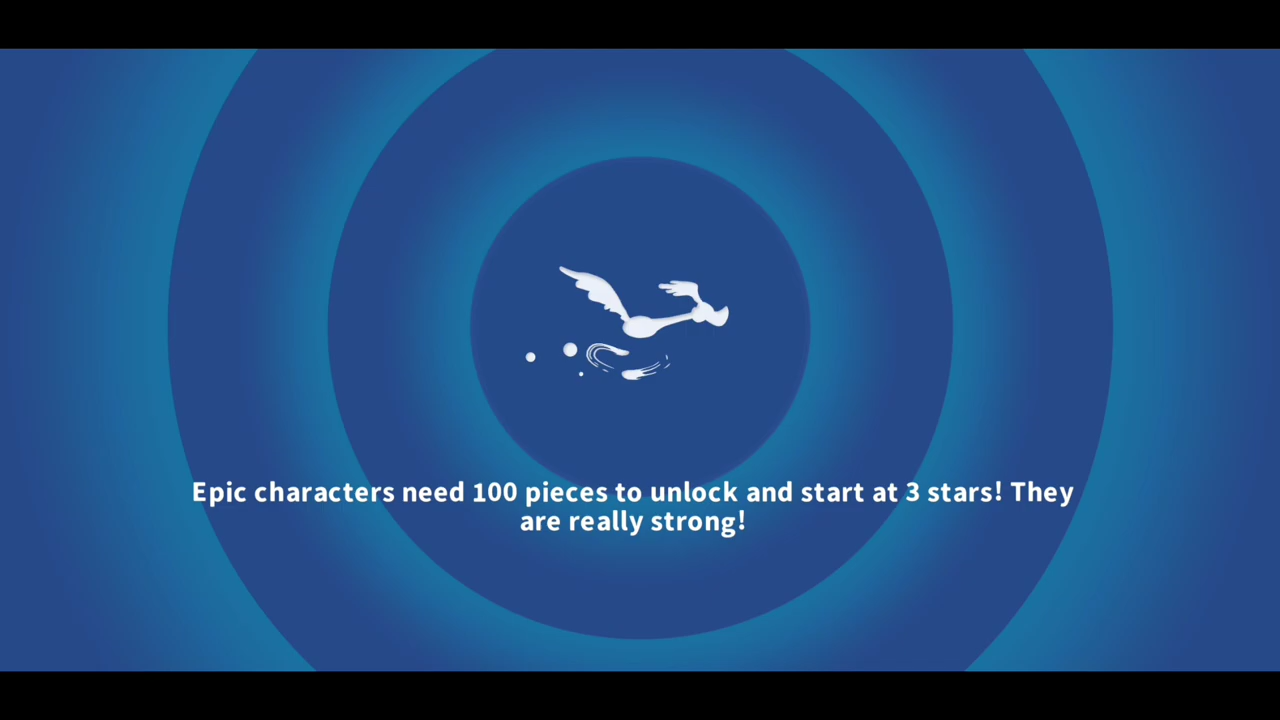 Epic characters need 100 pieces to unlock and start at 3 stars! They
are really strong!